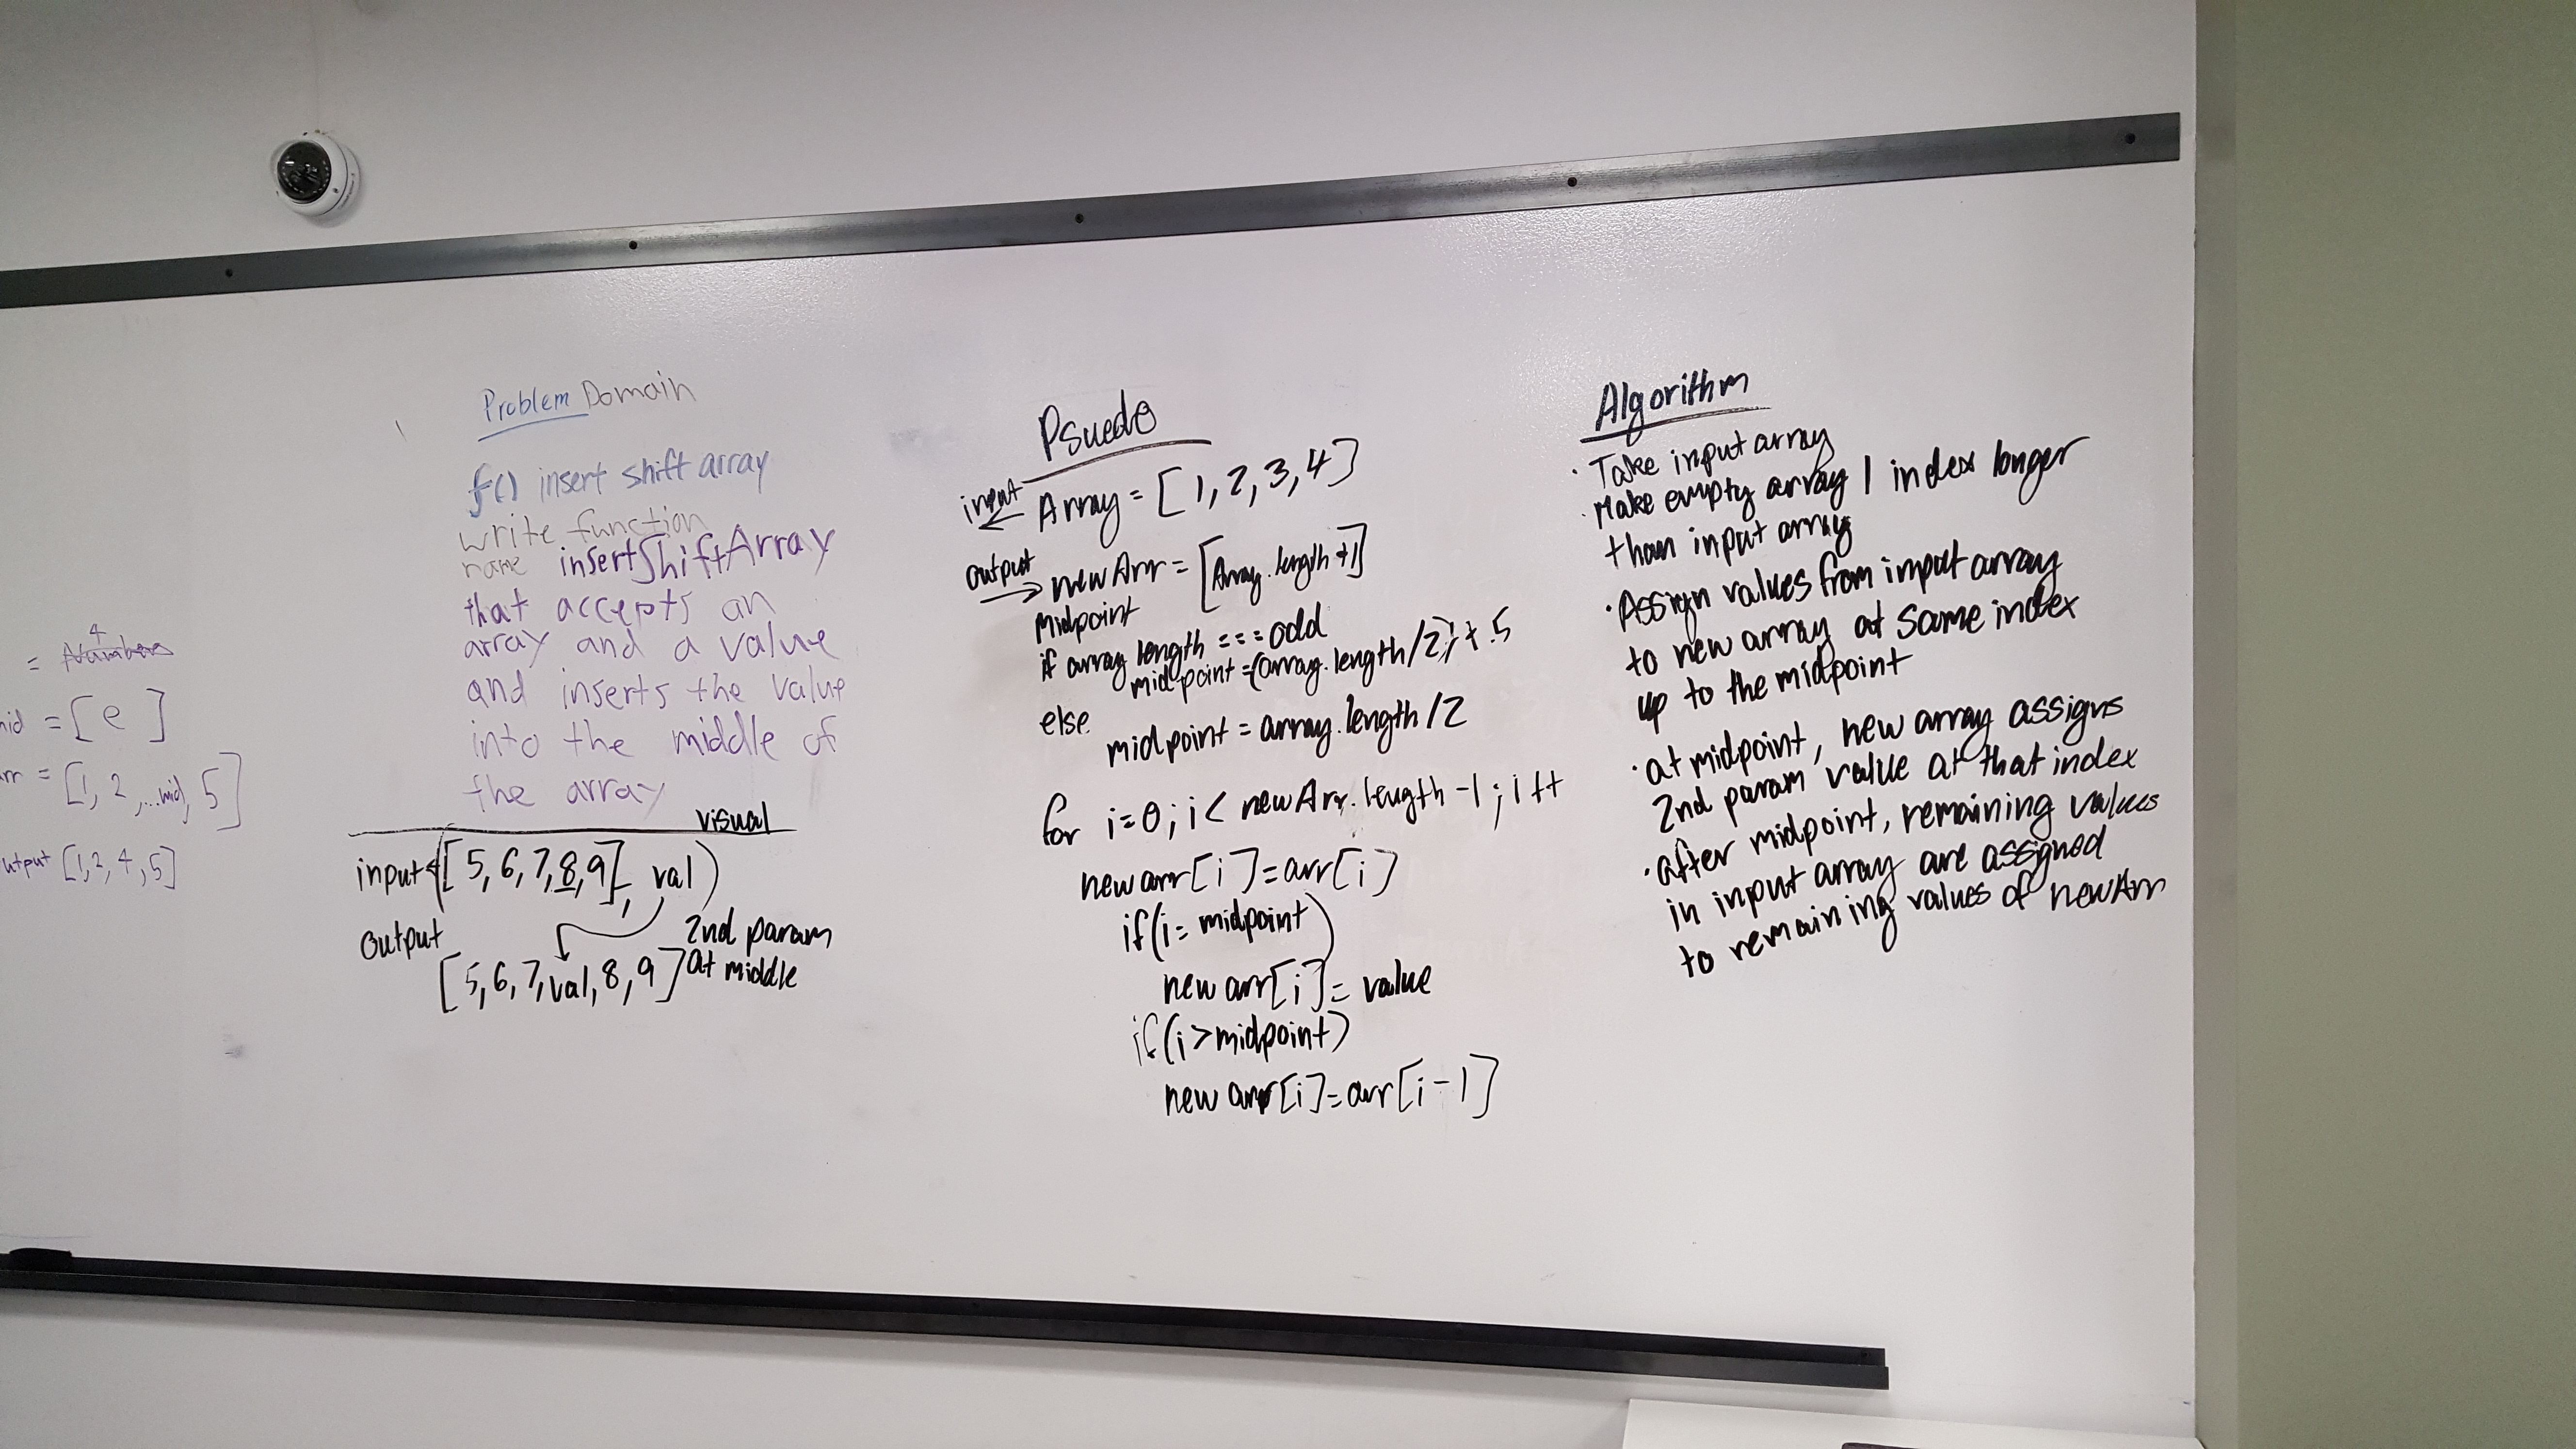 = 4 Numbers
mid = [ e ]
arr = [1, 2, ...mid, 5]
output [1,2,4,5]
Problem Domain
f() insert shift array
write function
name insertShiftArray
that accepts an
array and a value
and inserts the value
into the middle of
the array
visual
input ([5,6,7,8,9], val)
output
2nd param
at middle
[5,6,7,val,8,9]
Psuedo
input
Array = [1,2,3,4]
output
newArr = [Array.length+1]
Midpoint
if array length === odd
midpoint = (array.length/2)+.5
else
midpoint = array.length/2
for i=0; i < newArr.length-1; i++
newarr[i]=arr[i]
if(i= midpoint)
new arr[i]= value
if(i>midpoint)
new arr[i]=arr[i-1]
Algorithm
· Take input array
· Make empty array 1 index longer
than input array
· Assign values from input array
to new array at same index
up to the midpoint
· at midpoint, new array assigns
2nd param value at that index
· after midpoint, remaining values
in input array are assigned
to remaining values of newArr